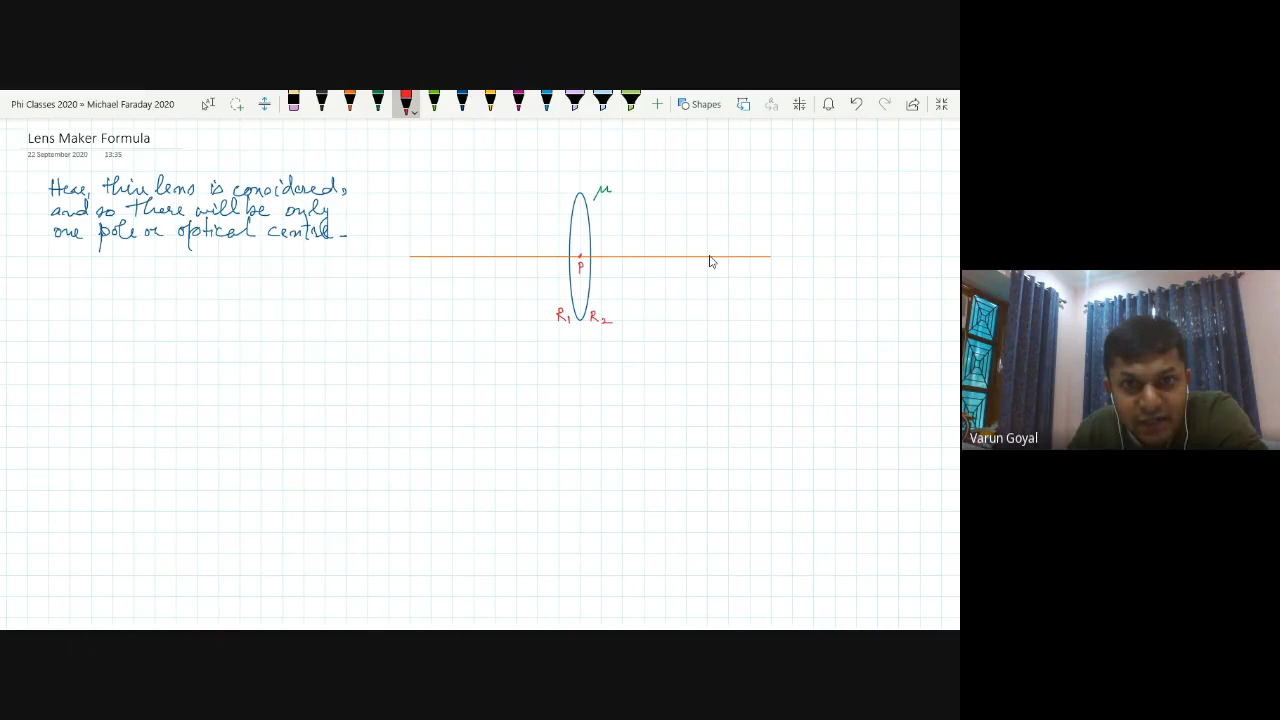 Phi Classes 2020 » Michael Faraday 2020
Shapes
Lens Maker Formula
22 September 2020 13:35
Here, thin lens is considered,
and so there will be only
one pole or optical centre.
μ
P
R1 R2
Varun Goyal